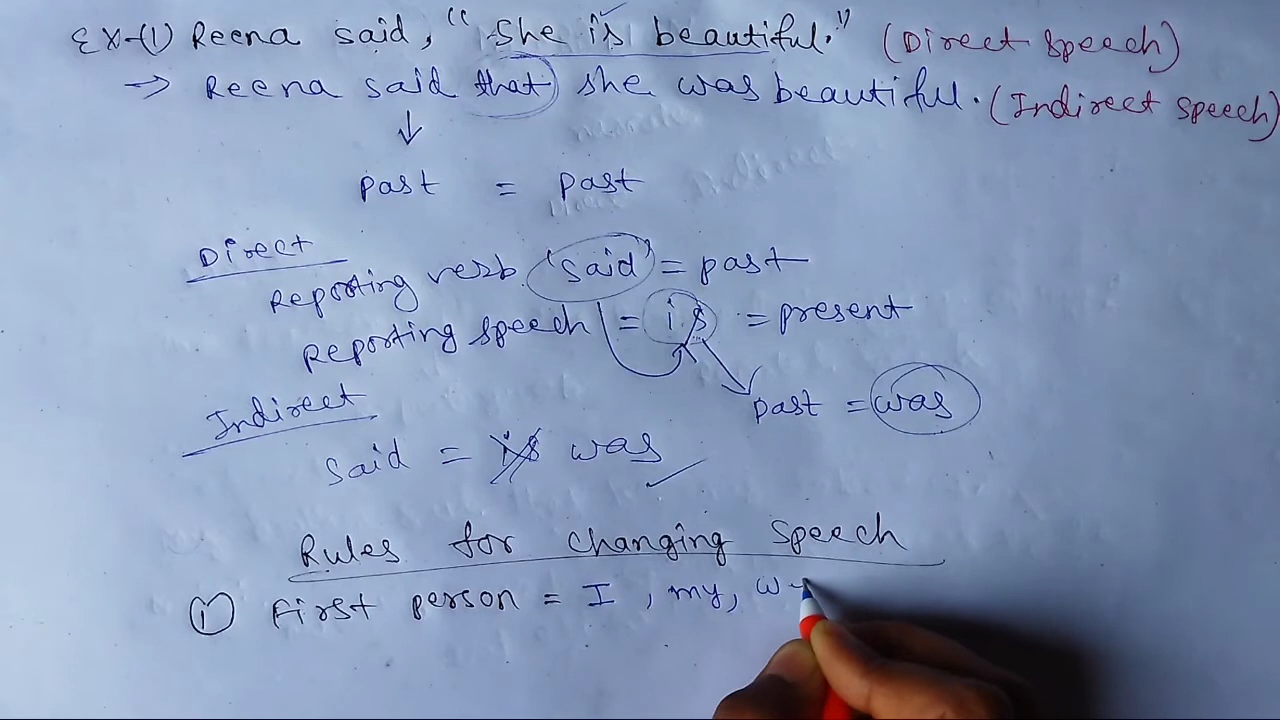 Ex-(1) Reena said, "She is beautiful." (Direct speech)
→ Reena said that she was beautiful. (Indirect speech)
↓
past = past
Direct
Reporting verb 'said' = past
Reporting speech = is = present
past = was
Indirect
said = is was ✓
Rules for changing speech
(1) First person = I, my, w